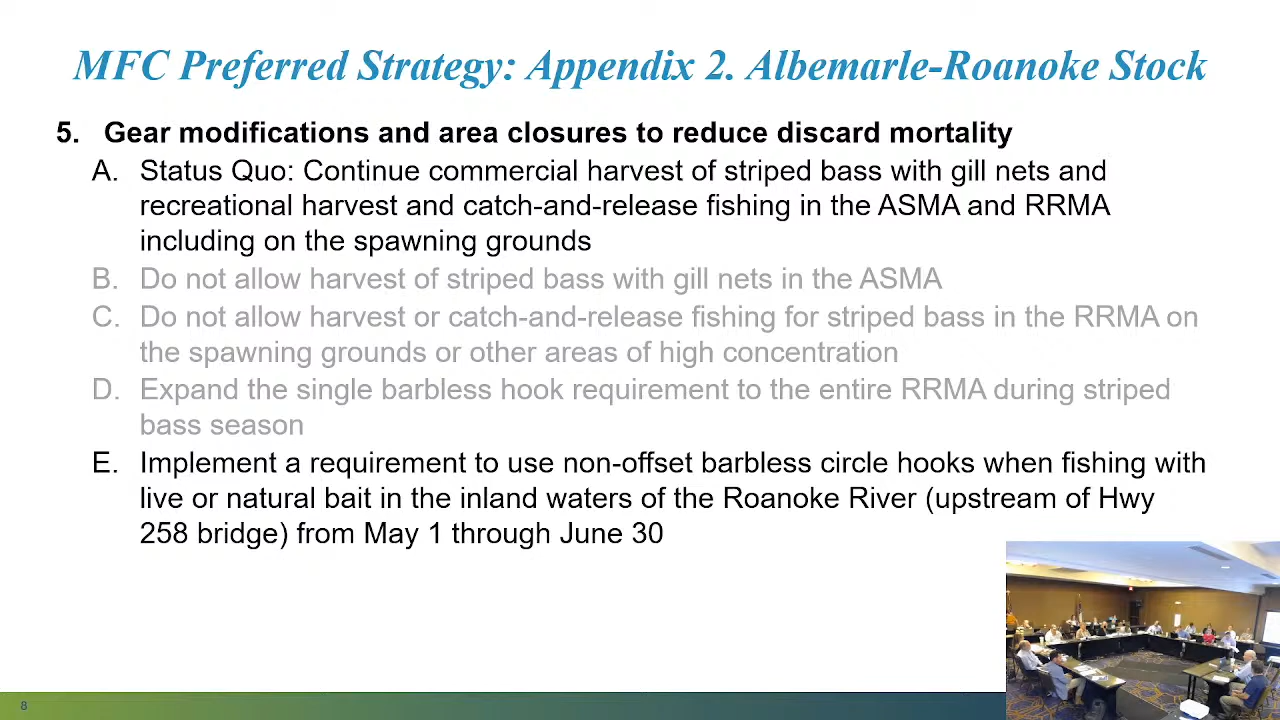 MFC Preferred Strategy: Appendix 2. Albemarle-Roanoke Stock
5. Gear modifications and area closures to reduce discard mortality
A. Status Quo: Continue commercial harvest of striped bass with gill nets and
recreational harvest and catch-and-release fishing in the ASMA and RRMA
including on the spawning grounds
B. Do not allow harvest of striped bass with gill nets in the ASMA
C. Do not allow harvest or catch-and-release fishing for striped bass in the RRMA on
the spawning grounds or other areas of high concentration
D. Expand the single barbless hook requirement to the entire RRMA during striped
bass season
E. Implement a requirement to use non-offset barbless circle hooks when fishing with
live or natural bait in the inland waters of the Roanoke River (upstream of Hwy
258 bridge) from May 1 through June 30
8